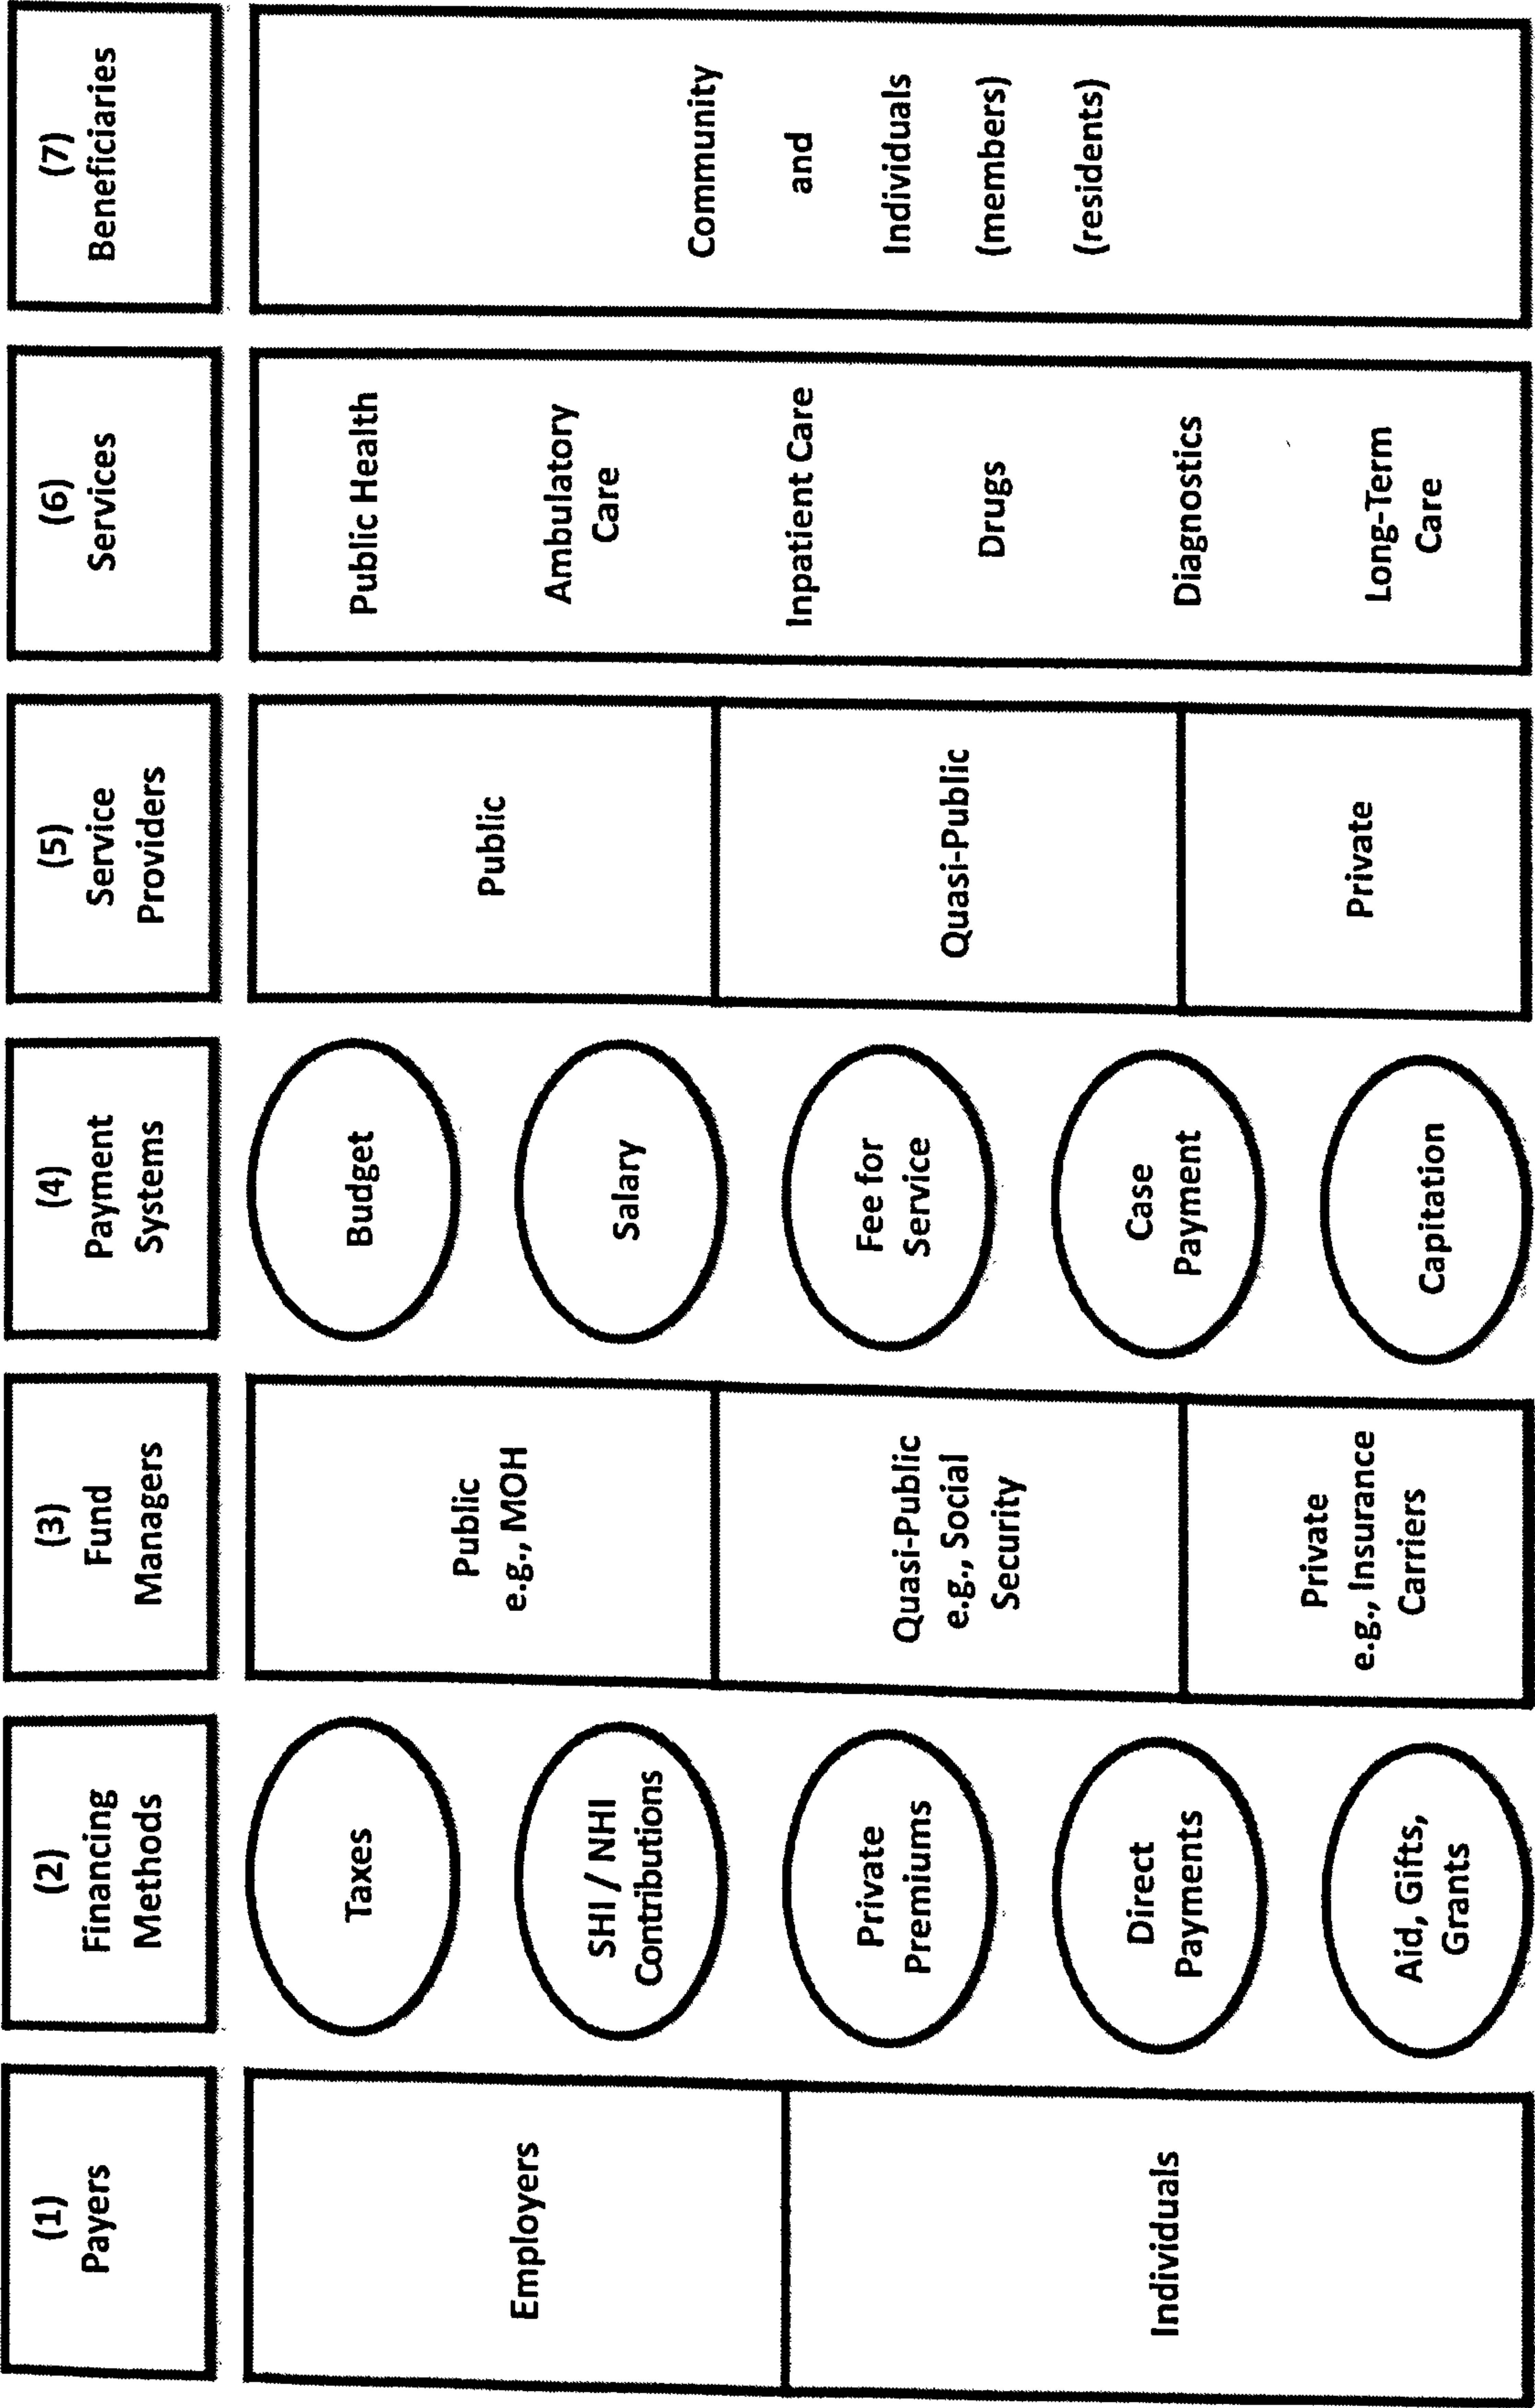 (1)
Payers
(2)
Financing
Methods
(3)
Fund
Managers
(4)
Payment
Systems
(5)
Service
Providers
(6)
Services
(7)
Beneficiaries
Employers
Individuals
Taxes
SHI / NHI
Contributions
Private
Premiums
Direct
Payments
Aid, Gifts,
Grants
Public
e.g., MOH
Quasi-Public
e.g., Social
Security
Private
e.g., Insurance
Carriers
Budget
Salary
Fee for
Service
Case
Payment
Capitation
Public
Quasi-Public
Private
Public Health
Ambulatory
Care
Inpatient Care
Drugs
Diagnostics
Long-Term
Care
Community
and
Individuals
(members)
(residents)